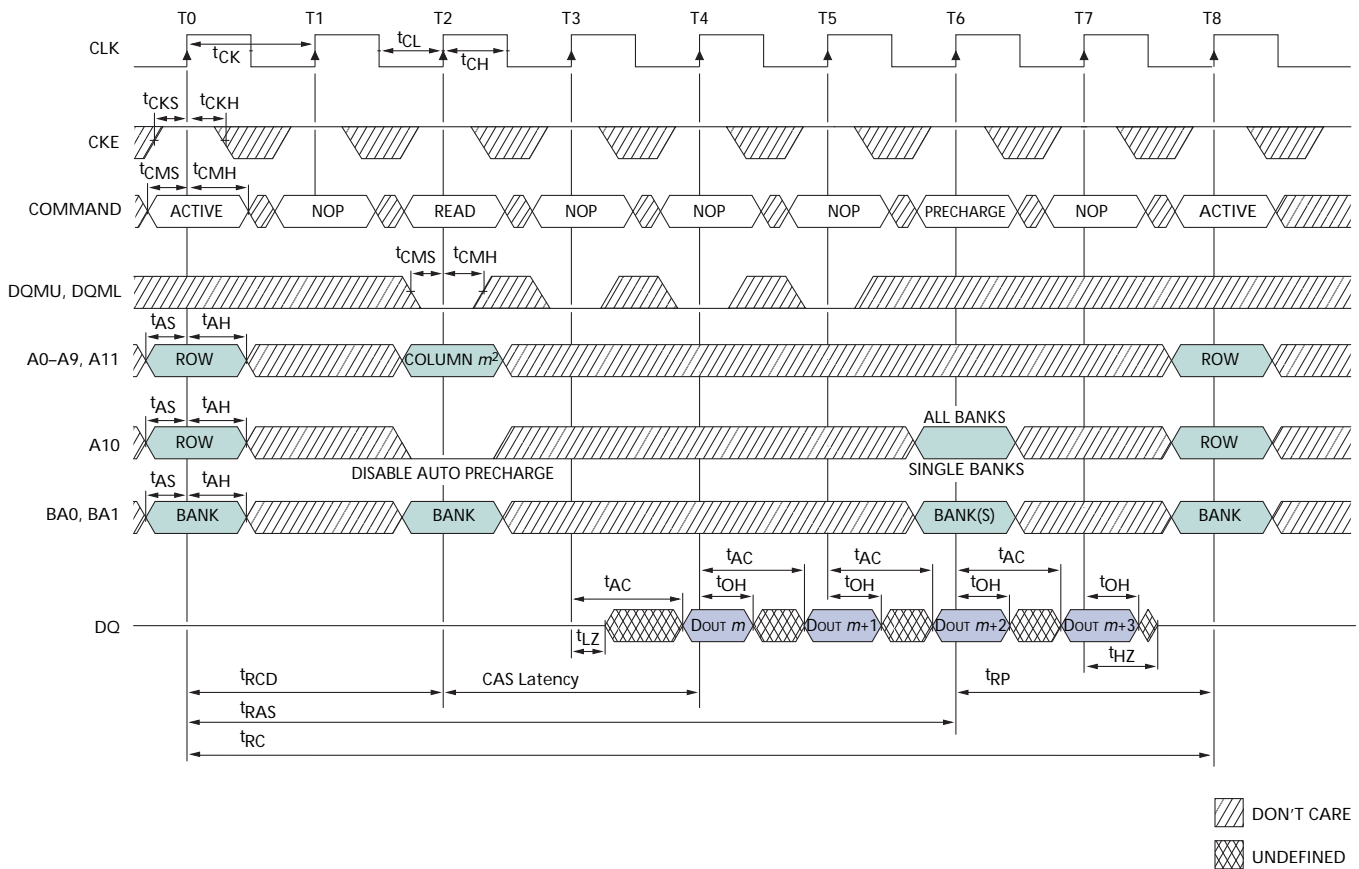 T0 T1 T2 T3 T4 T5 T6 T7 T8
CLK
tCK tCL tCH
tCKS tCKH
CKE
tCMS tCMH
COMMAND ACTIVE NOP READ NOP NOP NOP PRECHARGE NOP ACTIVE
tCMS tCMH
DQMU, DQML
tAS tAH
A0–A9, A11 ROW COLUMN m2 ROW
tAS tAH ALL BANKS
A10 ROW ROW
DISABLE AUTO PRECHARGE SINGLE BANKS
tAS tAH
BA0, BA1 BANK BANK BANK(S) BANK
tAC tAC tAC tAC
tOH tOH tOH tOH
DQ DOUT m DOUT m+1 DOUT m+2 DOUT m+3
tLZ tHZ
tRCD CAS Latency tRP
tRAS
tRC
DON'T CARE
UNDEFINED